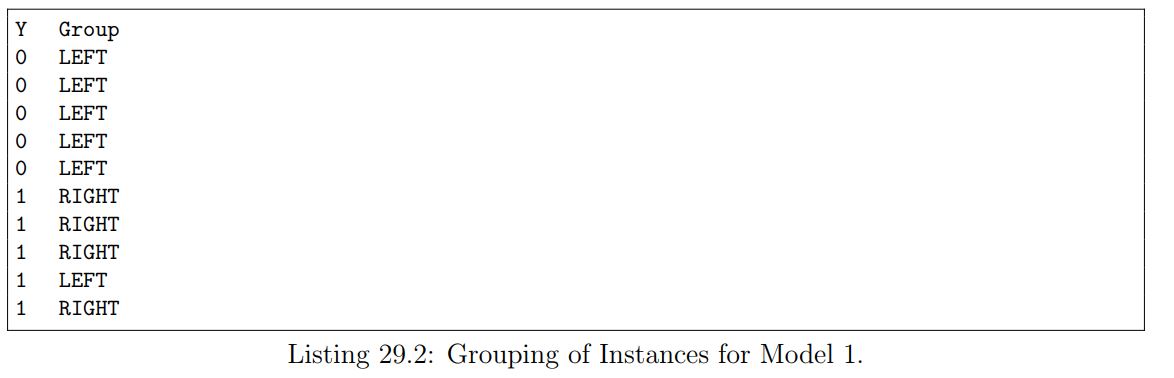 Y Group
0 LEFT
0 LEFT
0 LEFT
0 LEFT
0 LEFT
1 RIGHT
1 RIGHT
1 RIGHT
1 LEFT
1 RIGHT
Listing 29.2: Grouping of Instances for Model 1.